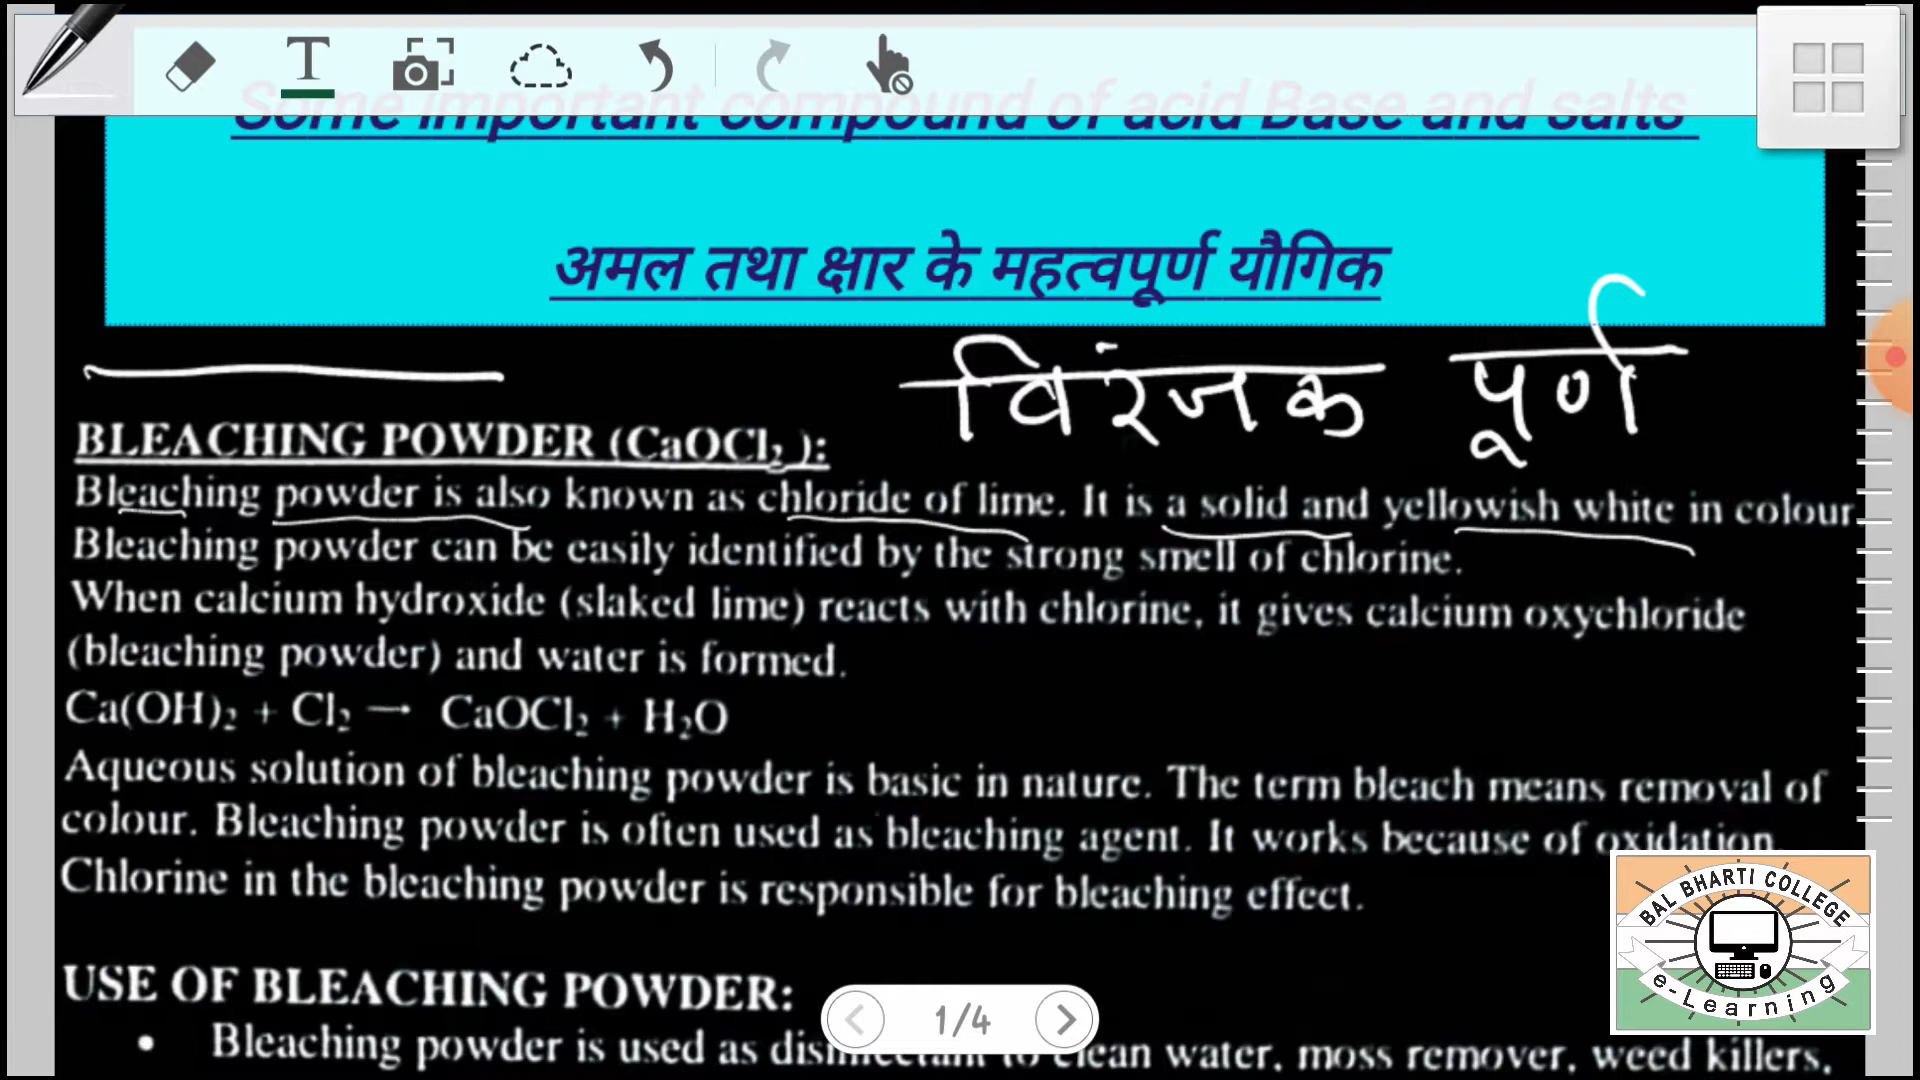 T
Some important compound of acid Base and salts
अमल तथा क्षार के महत्वपूर्ण यौगिक
विरंजक पूर्ण
BLEACHING POWDER (CaOCl₂ ):
Bleaching powder is also known as chloride of lime. It is a solid and yellowish white in colour.
Bleaching powder can be easily identified by the strong smell of chlorine.
When calcium hydroxide (slaked lime) reacts with chlorine, it gives calcium oxychloride
(bleaching powder) and water is formed.
Ca(OH)₂ + Cl₂ → CaOCl₂ + H₂O
Aqueous solution of bleaching powder is basic in nature. The term bleach means removal of
colour. Bleaching powder is often used as bleaching agent. It works because of oxidation.
Chlorine in the bleaching powder is responsible for bleaching effect.
USE OF BLEACHING POWDER:
• Bleaching powder is used as disinfectant to clean water, moss remover, weed killers,
1/4
BAL BHARTI COLLEGE
e-Learning